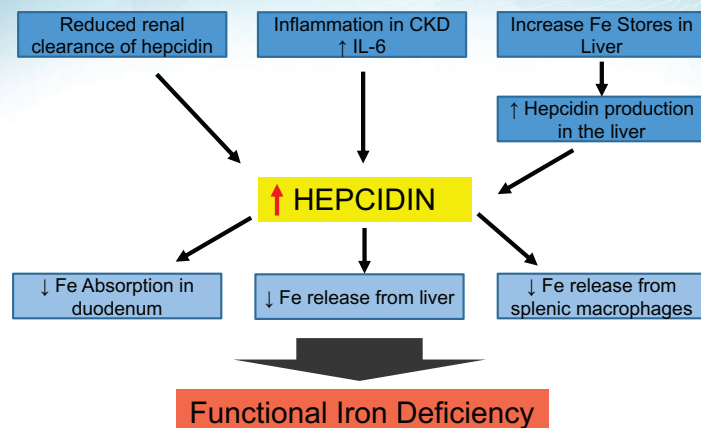 Reduced renal
clearance of hepcidin
Inflammation in CKD
↑ IL-6
Increase Fe Stores in
Liver
↑ Hepcidin production
in the liver
↑ HEPCIDIN
↓ Fe Absorption in
duodenum
↓ Fe release from liver
↓ Fe release from
splenic macrophages
Functional Iron Deficiency